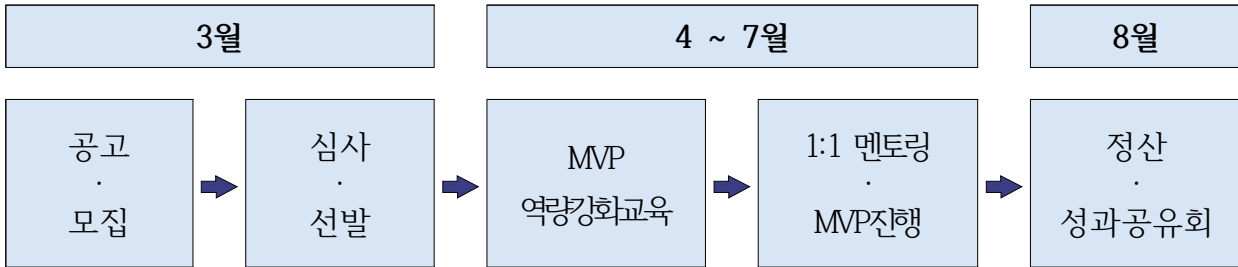 3월
4 ~ 7월
8월
공고
·
모집
심사
·
선발
MVP
역량강화교육
1:1 멘토링
·
MVP진행
정산
·
성과공유회